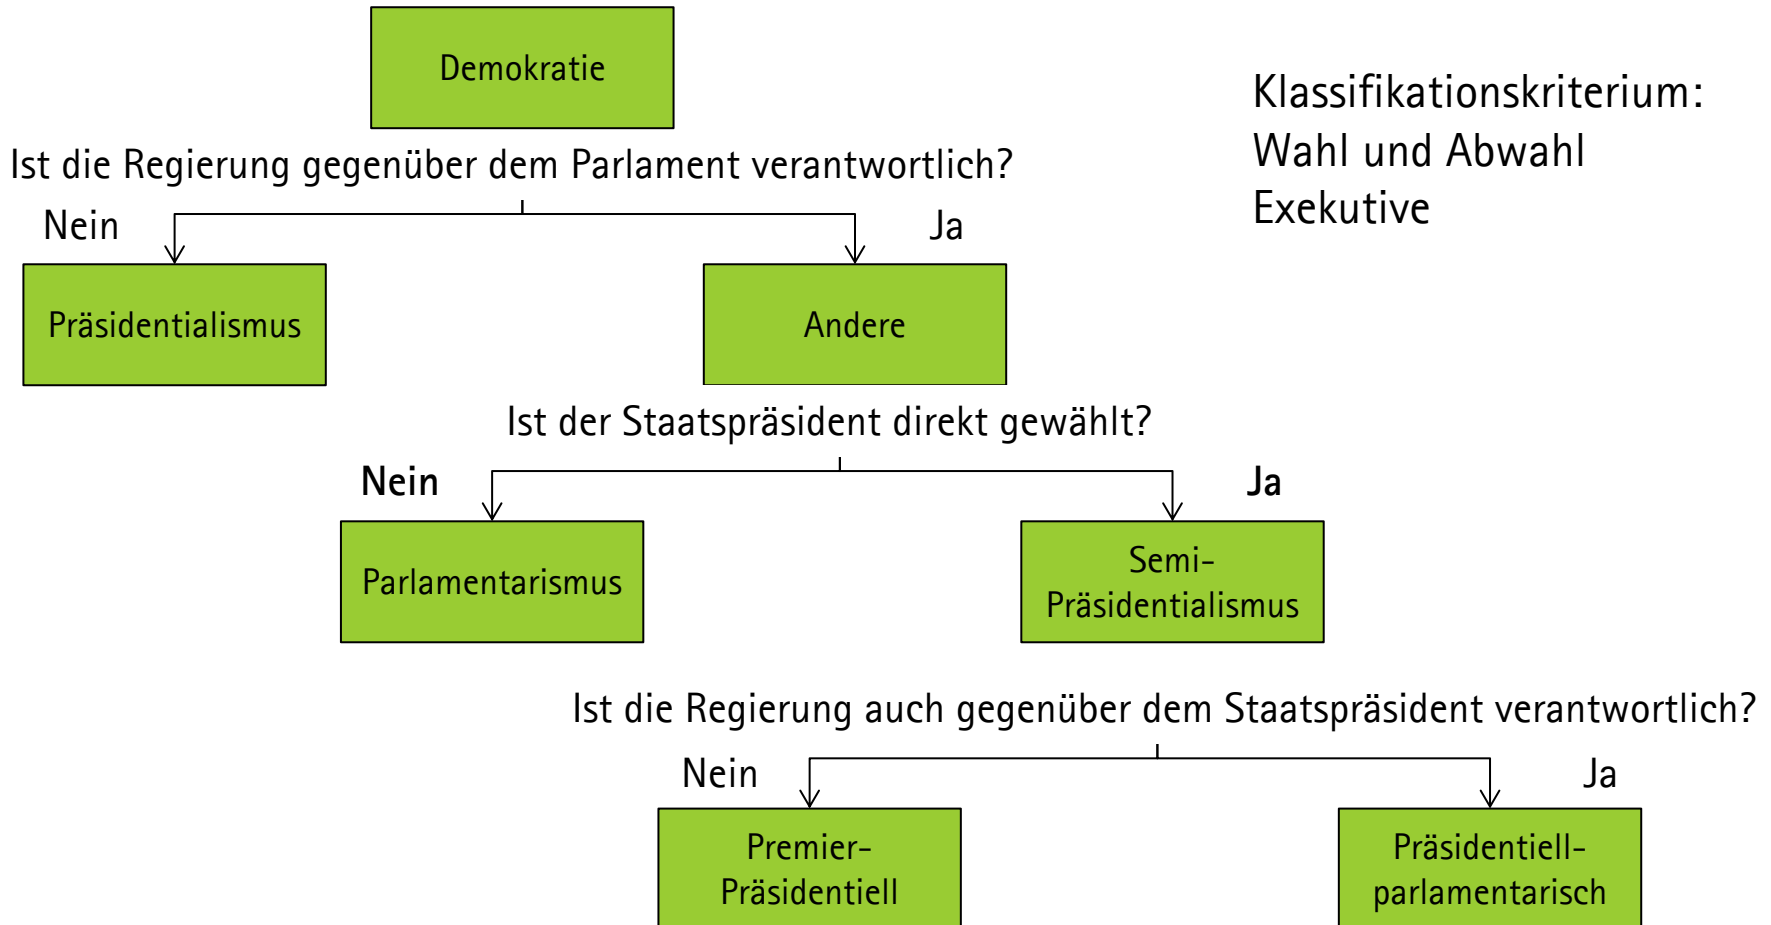 Demokratie
Klassifikationskriterium:
Wahl und Abwahl
Exekutive
Ist die Regierung gegenüber dem Parlament verantwortlich?
Nein
Ja
Präsidentialismus
Andere
Ist der Staatspräsident direkt gewählt?
Nein
Ja
Parlamentarismus
Semi-
Präsidentialismus
Ist die Regierung auch gegenüber dem Staatspräsident verantwortlich?
Nein
Ja
Premier-
Präsidentiell
Präsidentiell-
parlamentarisch